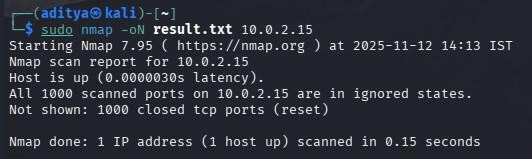 ┌──(aditya㉿kali)-[~]
└─$ sudo nmap -oN result.txt 10.0.2.15
Starting Nmap 7.95 ( https://nmap.org ) at 2025-11-12 14:13 IST
Nmap scan report for 10.0.2.15
Host is up (0.0000030s latency).
All 1000 scanned ports on 10.0.2.15 are in ignored states.
Not shown: 1000 closed tcp ports (reset)
Nmap done: 1 IP address (1 host up) scanned in 0.15 seconds